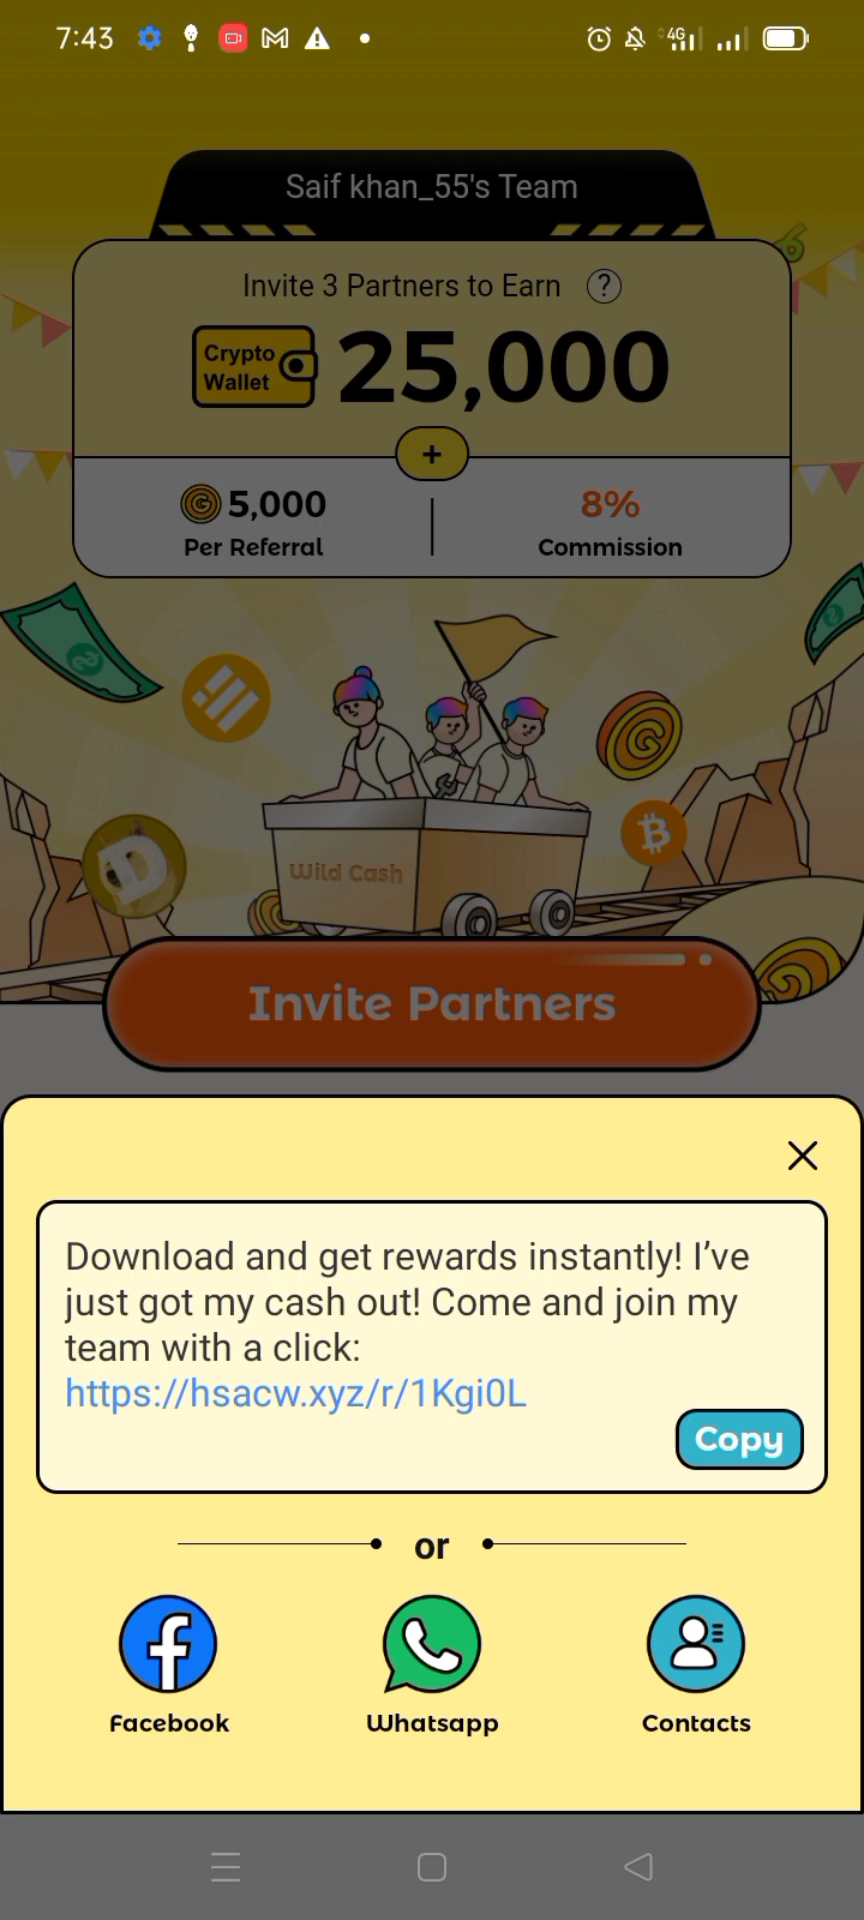 7:43
4G
Saif khan_55's Team
Invite 3 Partners to Earn ?
Crypto
Wallet
25,000
+
5,000
Per Referral
8%
Commission
Wild Cash
Invite Partners
Download and get rewards instantly! I’ve
just got my cash out! Come and join my
team with a click:
https://hsacw.xyz/r/1Kgi0L
Copy
or
Facebook
Whatsapp
Contacts